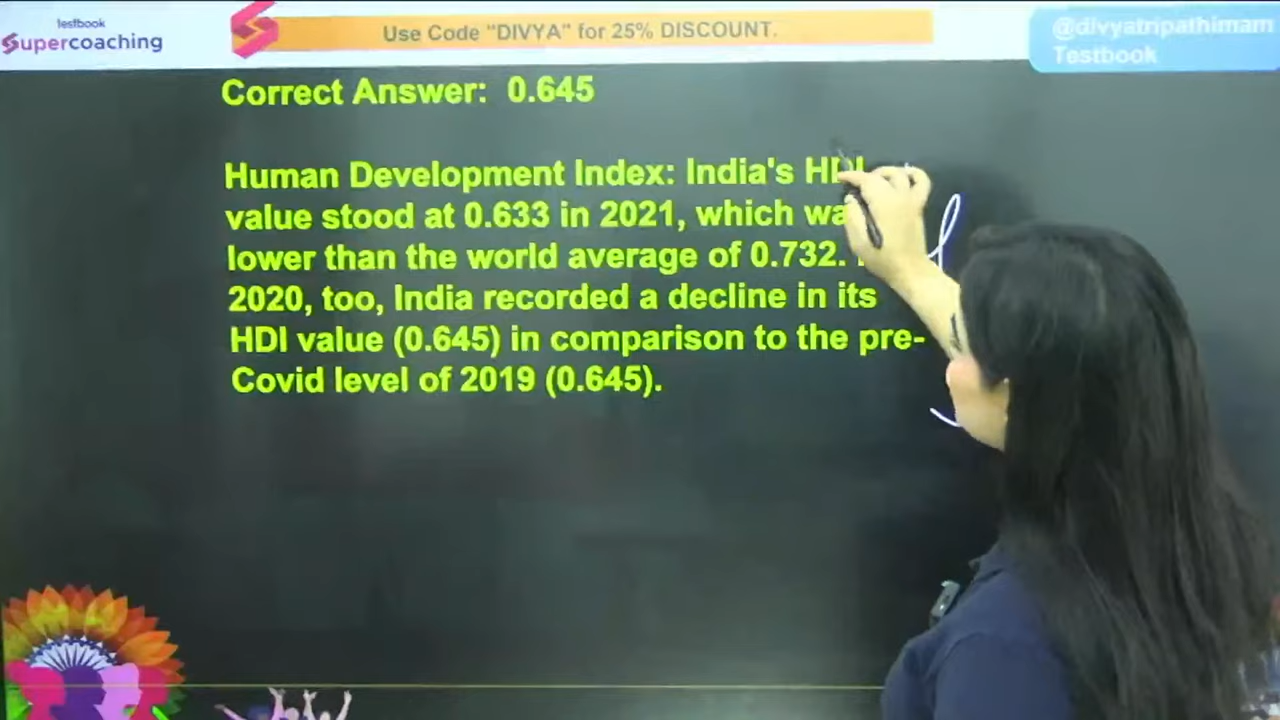 testbook
Supercoaching
Use Code "DIVYA" for 25% DISCOUNT.
@divyatripathimam
Testbook
Correct Answer: 0.645
Human Development Index: India's HDI
value stood at 0.633 in 2021, which
lower than the world average of 0.732.
2020, too, India recorded a decline in its
HDI value (0.645) in comparison to the pre-
Covid level of 2019 (0.645).